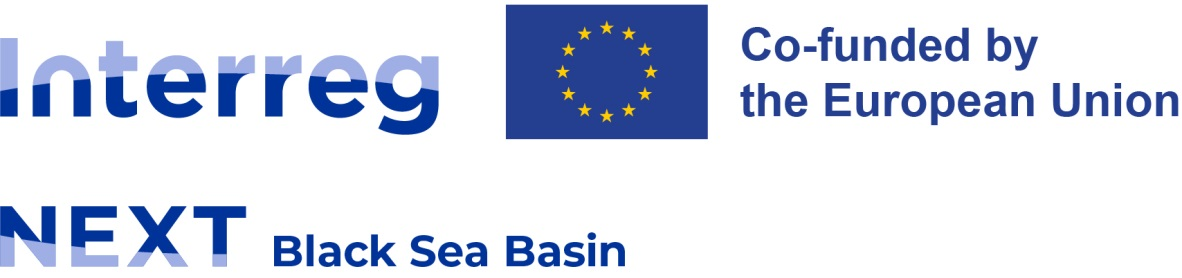 Interreg
Co-funded by
the European Union
NEXT Black Sea Basin